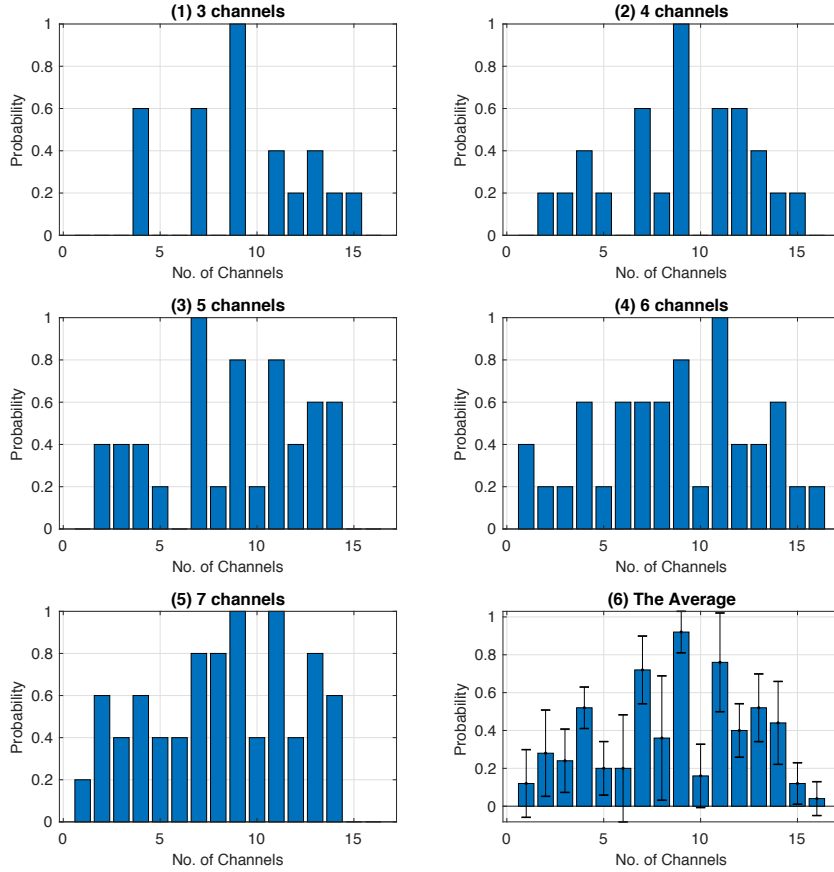 (1) 3 channels
1
0.8
0.6
0.4
0.2
0
Probability
0 5 10 15
No. of Channels
(2) 4 channels
1
0.8
0.6
0.4
0.2
0
Probability
0 5 10 15
No. of Channels
(3) 5 channels
1
0.8
0.6
0.4
0.2
0
Probability
0 5 10 15
No. of Channels
(4) 6 channels
1
0.8
0.6
0.4
0.2
0
Probability
0 5 10 15
No. of Channels
(5) 7 channels
1
0.8
0.6
0.4
0.2
0
Probability
0 5 10 15
No. of Channels
(6) The Average
1
0.8
0.6
0.4
0.2
0
Probability
0 5 10 15
No. of Channels